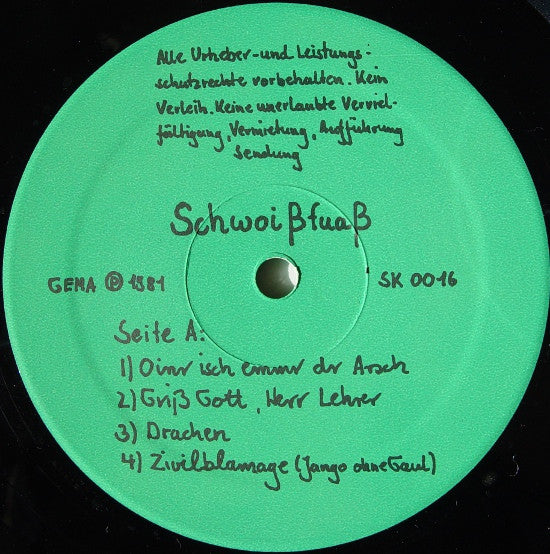 Alle Urheber-und Leistungs-
schutzrechte vorbehalten. Kein
Verleih. Keine unerlaubte Verviel-
fältigung, Vermietung, Aufführung
Sendung
Schwoißfuaß
GEMA Ⓟ 1981
SK 0016
Seite A:
1) Oinr isch emmr dr Arsch
2) Griß Gott, Herr Lehrer
3) Drachen
4) Zivilblamage (Jango ohne Gaul)